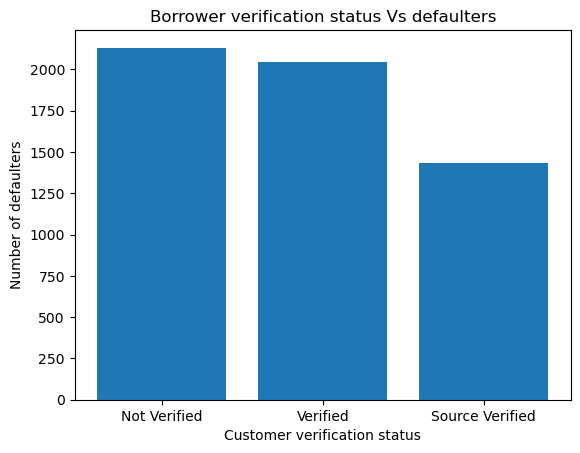 Borrower verification status Vs defaulters
Number of defaulters
2000
1750
1500
1250
1000
750
500
250
0
Not Verified
Verified
Source Verified
Customer verification status